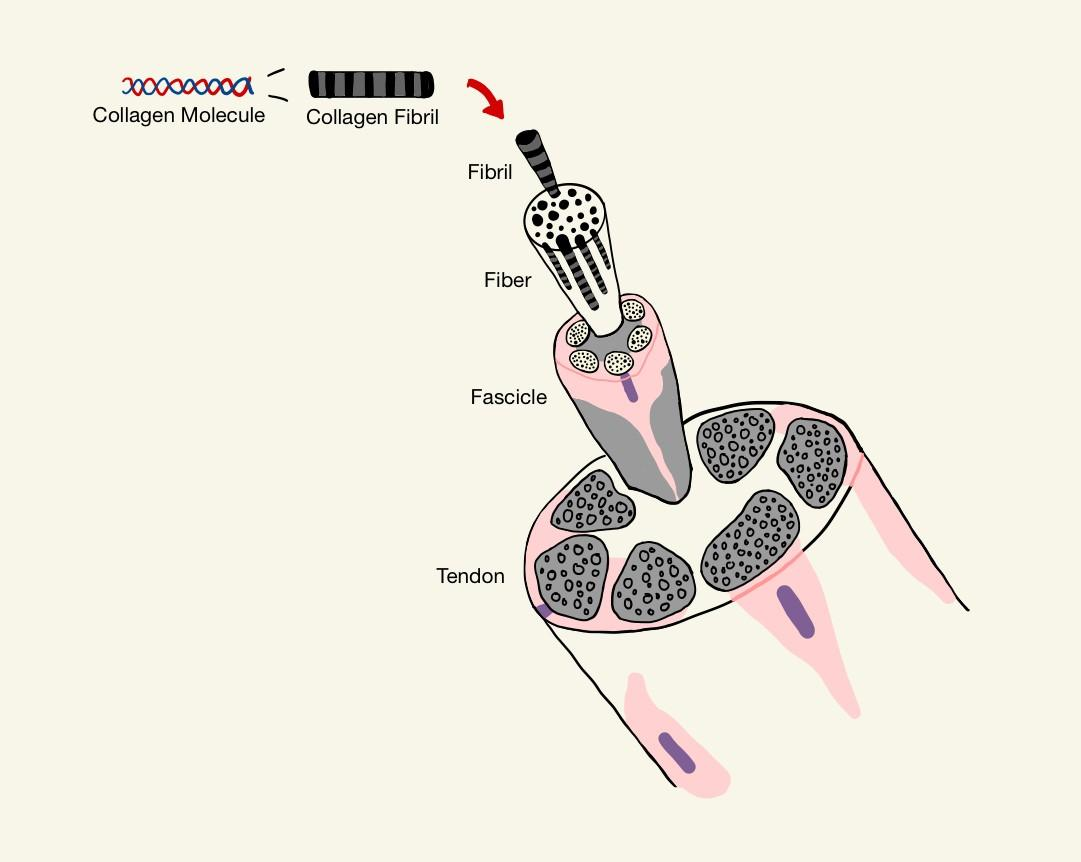 Collagen Molecule
Collagen Fibril
Fibril
Fiber
Fascicle
Tendon